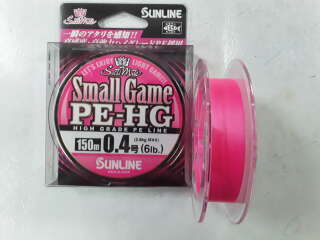 SUNLINE
一瞬のアタリを感知!!
LET'S ENJOY LIGHT GAME!!
Small Game
PE-HG
HIGH GRADE PE LINE
150m 0.4号(6lb.)
SUNLINE